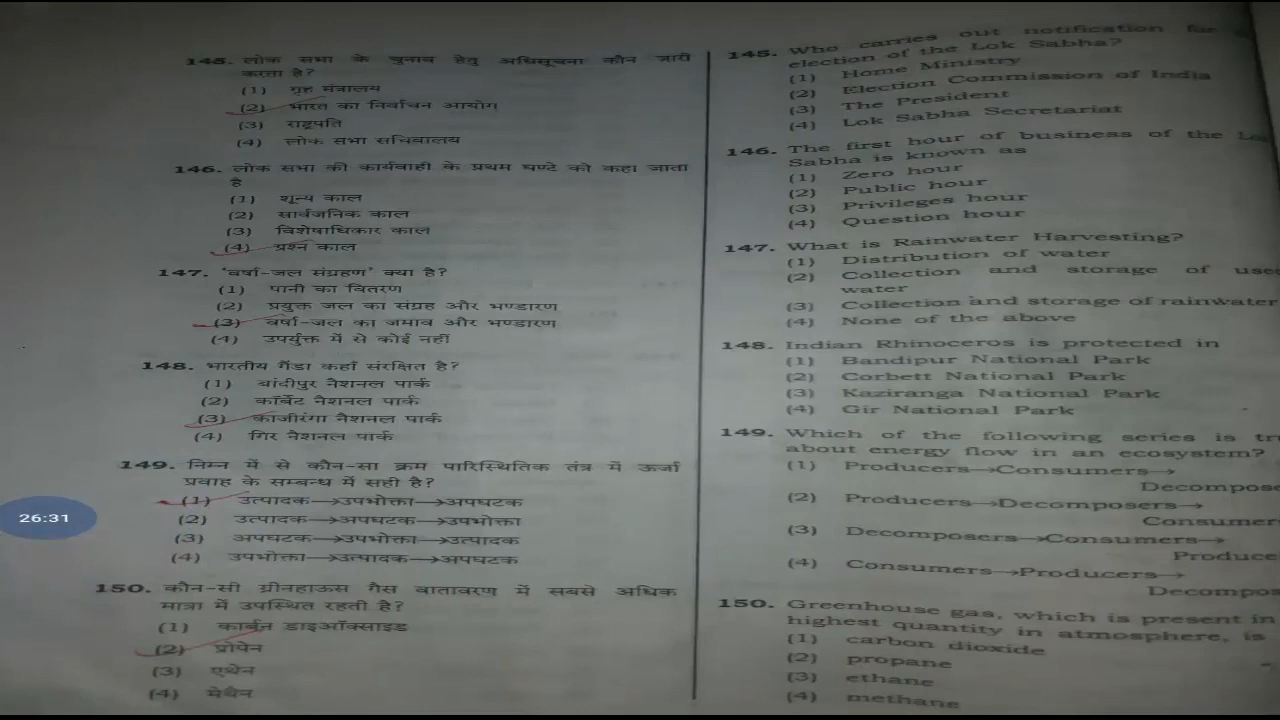 145. लोक सभा के चुनाव हेतु अधिसूचना कौन जारी
करता है?
(1) गृह मंत्रालय
(2) भारत का निर्वाचन आयोग
(3) राष्ट्रपति
(4) लोक सभा सचिवालय
146. लोक सभा की कार्यवाही के प्रथम घण्टे को कहा जाता
है
(1) शून्य काल
(2) सार्वजनिक काल
(3) विशेषाधिकार काल
(4) प्रश्न काल
147. 'वर्षा-जल संग्रहण' क्या है?
(1) पानी का वितरण
(2) प्रयुक्त जल का संग्रह और भण्डारण
(3) वर्षा-जल का जमाव और भण्डारण
(4) उपर्युक्त में से कोई नहीं
148. भारतीय गैंडा कहाँ संरक्षित है?
(1) बांदीपुर नैशनल पार्क
(2) कॉर्बेट नैशनल पार्क
(3) काजीरंगा नैशनल पार्क
(4) गिर नैशनल पार्क
149. निम्न में से कौन-सा क्रम पारिस्थितिक तंत्र में ऊर्जा
प्रवाह के सम्बन्ध में सही है?
(1) उत्पादक→उपभोक्ता→अपघटक
(2) उत्पादक→अपघटक→उपभोक्ता
(3) अपघटक→उपभोक्ता→उत्पादक
(4) उपभोक्ता→उत्पादक→अपघटक
150. कौन-सी ग्रीनहाऊस गैस वातावरण में सबसे अधिक
मात्रा में उपस्थित रहती है?
(1) कार्बन डाइऑक्साइड
(2) प्रोपेन
(3) एथेन
(4) मेथैन
26:31
145. Who carries out notification for
election of the Lok Sabha?
(1) Home Ministry
(2) Election Commission of India
(3) The President
(4) Lok Sabha Secretariat
146. The first hour of business of the Lo
Sabha is known as
(1) Zero hour
(2) Public hour
(3) Privileges hour
(4) Question hour
147. What is Rainwater Harvesting?
(1) Distribution of water
(2) Collection and storage of used
water
(3) Collection and storage of rainwater
(4) None of the above
148. Indian Rhinoceros is protected in
(1) Bandipur National Park
(2) Corbett National Park
(3) Kaziranga National Park
(4) Gir National Park
149. Which of the following series is tru
about energy flow in an ecosystem?
(1) Producers→Consumers→
Decompose
(2) Producers→Decomposers→
Consumer
(3) Decomposers→Consumers→
Produce
(4) Consumers→Producers→
Decompos
150. Greenhouse gas, which is present in
highest quantity in atmosphere, is
(1) carbon dioxide
(2) propane
(3) ethane
(4) methane